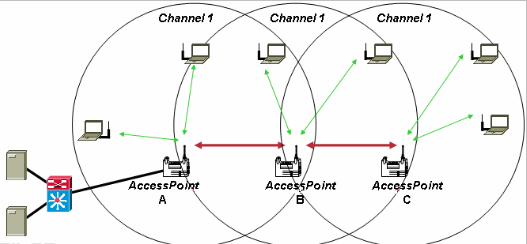 Channel 1
Channel 1
Channel 1
AccessPoint
A
AccessPoint
B
AccessPoint
C